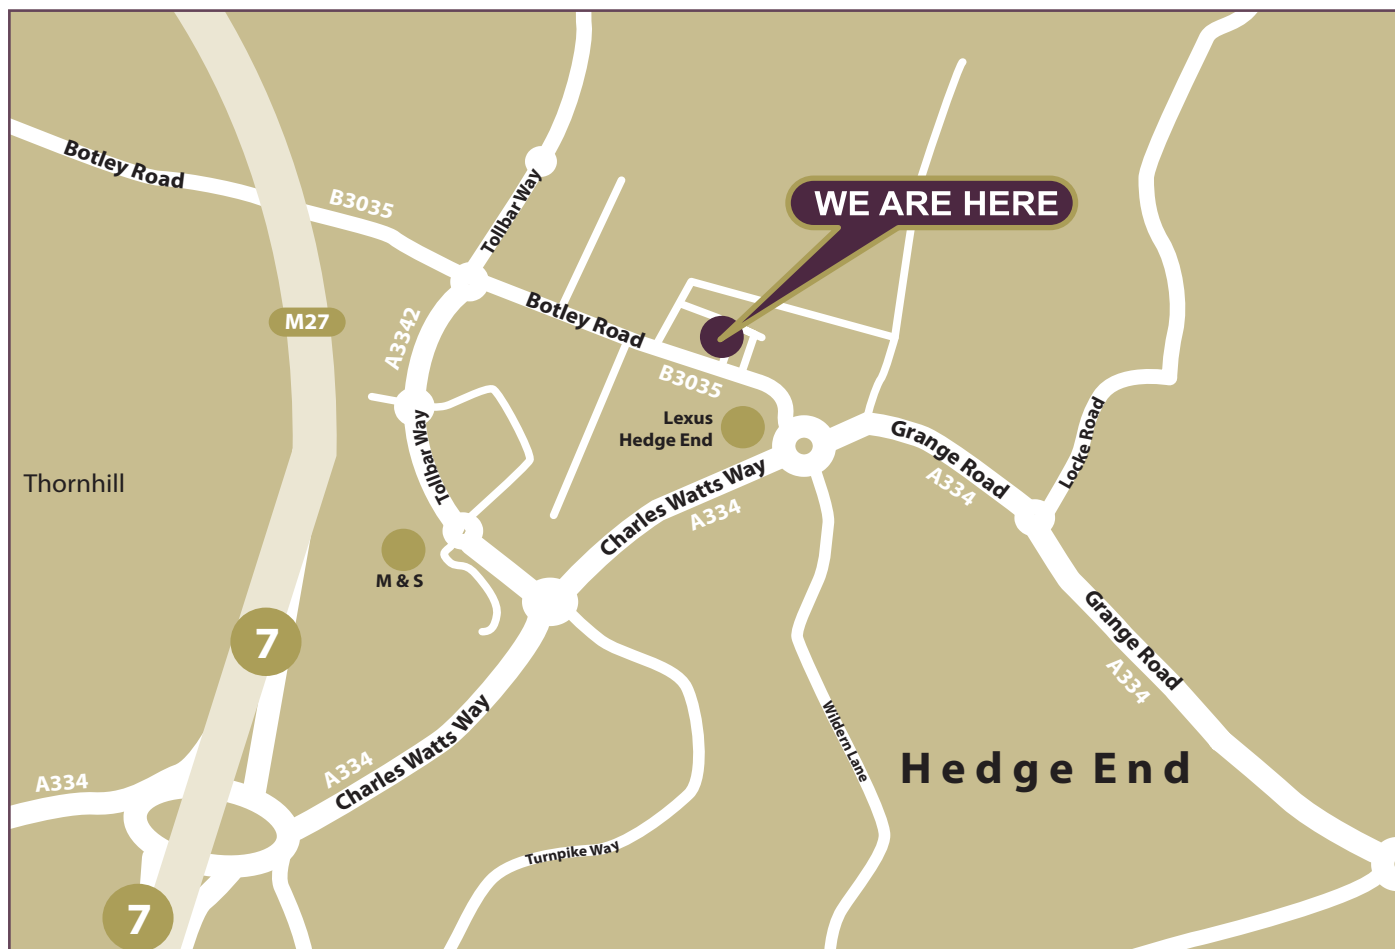 Botley Road
B3035
Tollbar Way
WE ARE HERE
M27
A3342
Botley Road
B3035
Lexus
Hedge End
Tollbar Way
Grange Road
A334
Locke Road
Thornhill
Charles Watts Way
A334
M & S
7
Grange Road
A334
Wildern Lane
Hedge End
A334
Charles Watts Way
A334
Turnpike Way
7